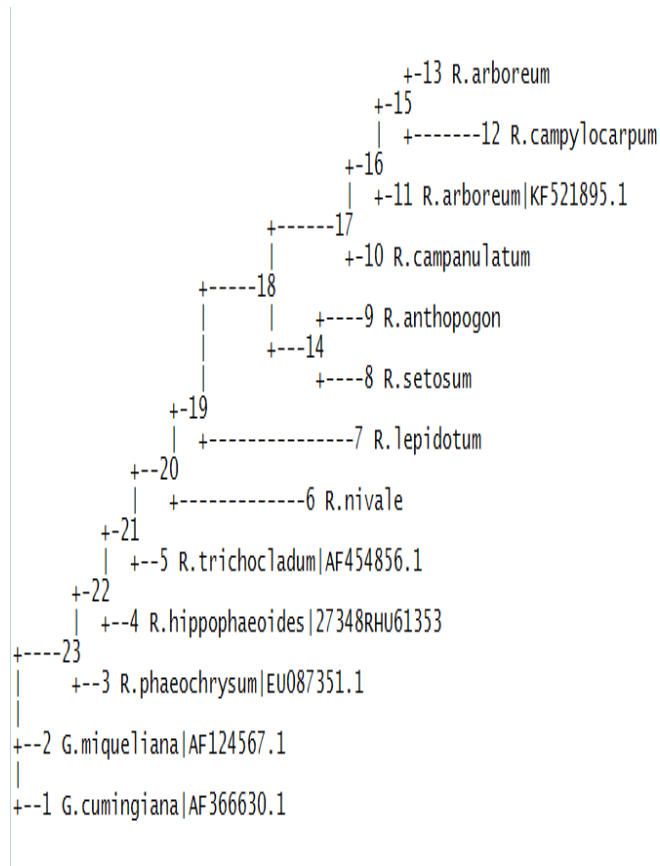 +-13 R.arboreum
+-15
| +-------12 R.campylocarpum
+-16
| +-11 R.arboreum|KF521895.1
+------17
| +-10 R.campanulatum
+-----18
| | +----9 R.anthopogon
| +---14
| +----8 R.setosum
+-19
| +---------------7 R.lepidotum
+--20
| +-------------6 R.nivale
+-21
| +--5 R.trichocladum|AF454856.1
+-22
| +--4 R.hippophaeoides|27348RHU61353
+----23
| +--3 R.phaeochrysum|EU087351.1
|
+--2 G.miqueliana|AF124567.1
|
+--1 G.cumingiana|AF366630.1